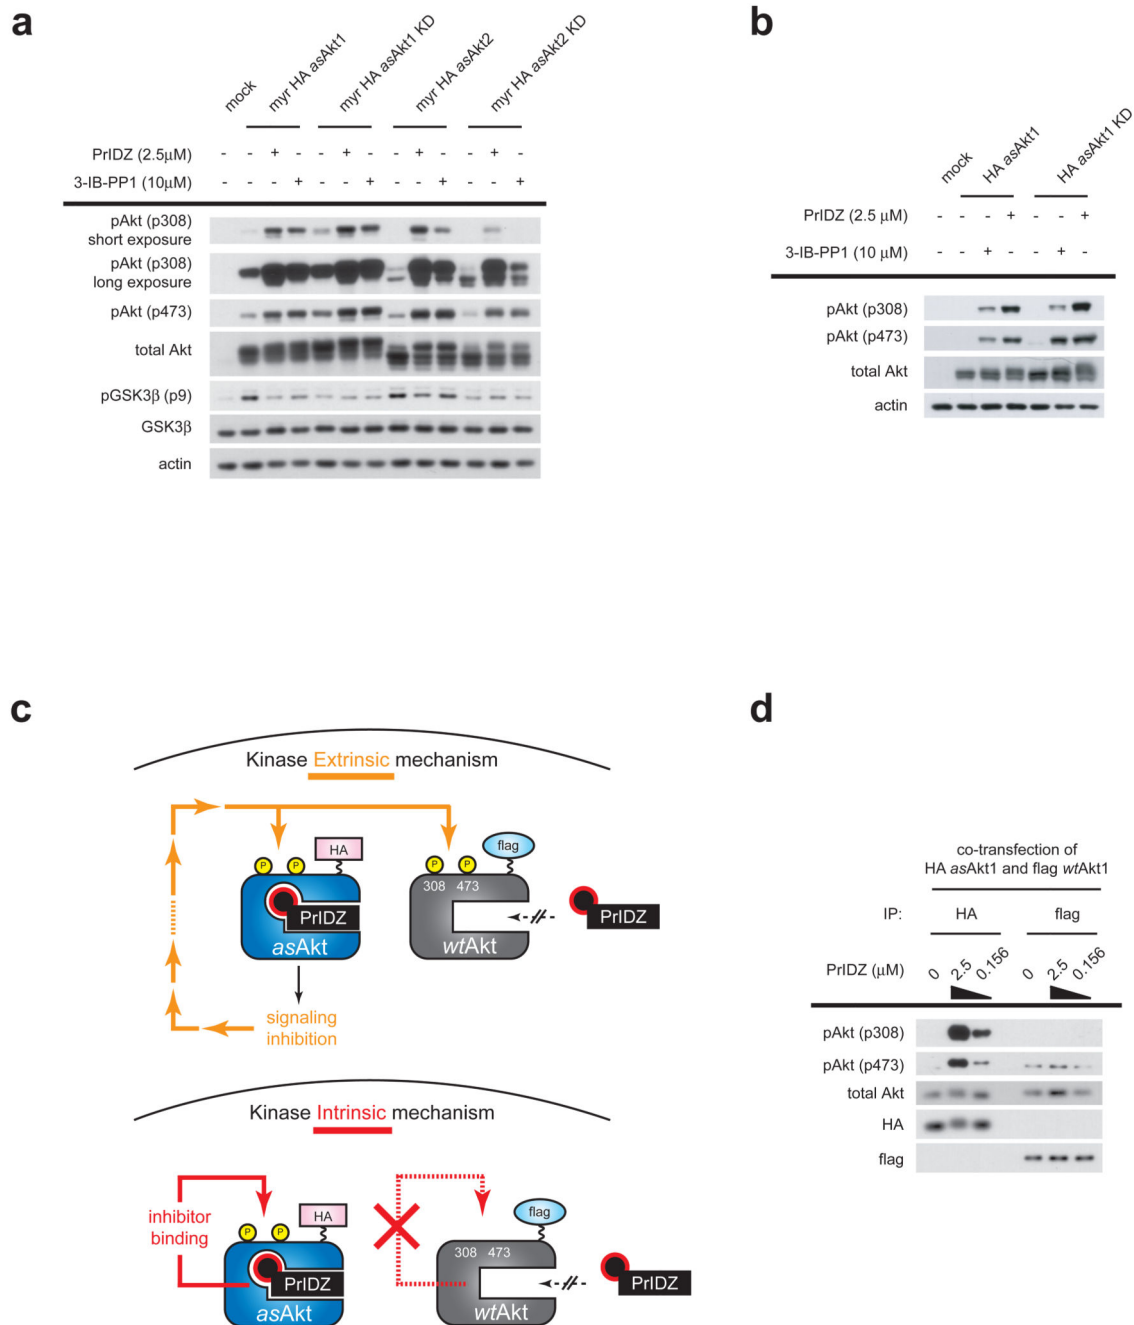 a
mock
myr HA asAkt1
myr HA asAkt1 KD
myr HA asAkt2
myr HA asAkt2 KD
PrIDZ (2.5μM) - - + - - + - - + - - + -
3-IB-PP1 (10μM) - - - + - - + - - + - - +
pAkt (p308)
short exposure
pAkt (p308)
long exposure
pAkt (p473)
total Akt
pGSK3β (p9)
GSK3β
actin
b
mock
HA asAkt1
HA asAkt1 KD
PrIDZ (2.5 μM) - - - + - - +
3-IB-PP1 (10 μM) - - + - - + -
pAkt (p308)
pAkt (p473)
total Akt
actin
c
Kinase Extrinsic mechanism
HA
flag
P P
P P
308 473
PrIDZ
PrIDZ
asAkt
wtAkt
signaling
inhibition
Kinase Intrinsic mechanism
inhibitor
binding
HA
flag
P P
308 473
PrIDZ
PrIDZ
asAkt
wtAkt
d
co-transfection of
HA asAkt1 and flag wtAkt1
IP: HA flag
PrIDZ (μM) 0 2.5 0.156 0 2.5 0.156
pAkt (p308)
pAkt (p473)
total Akt
HA
flag